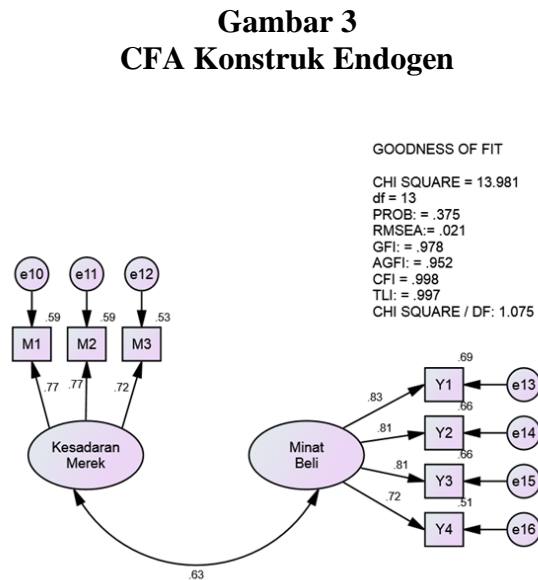 Gambar 3
CFA Konstruk Endogen
GOODNESS OF FIT
CHI SQUARE = 13.981
df = 13
PROB: = .375
RMSEA:= .021
GFI: = .978
AGFI: = .952
CFI = .998
TLI: = .997
CHI SQUARE / DF: 1.075
e10 e11 e12
.59 .59 .53
M1 M2 M3
.77 .77 .72
Kesadaran
Merek
Minat
Beli
.69
.83 Y1 e13
.66
.81 Y2 e14
.66
.81 Y3 e15
.51
.72 Y4 e16
.63